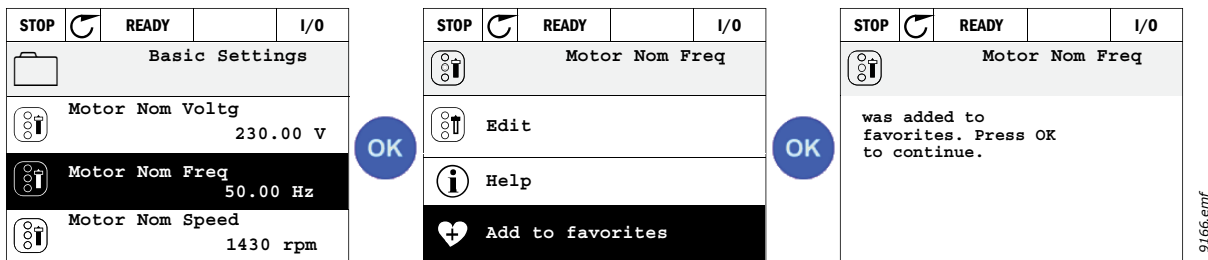 STOP READY I/O
Basic Settings
Motor Nom Voltg
230.00 V
Motor Nom Freq
50.00 Hz
Motor Nom Speed
1430 rpm
OK
STOP READY I/O
Motor Nom Freq
Edit
Help
Add to favorites
OK
STOP READY I/O
Motor Nom Freq
was added to
favorites. Press OK
to continue.
9166.emf